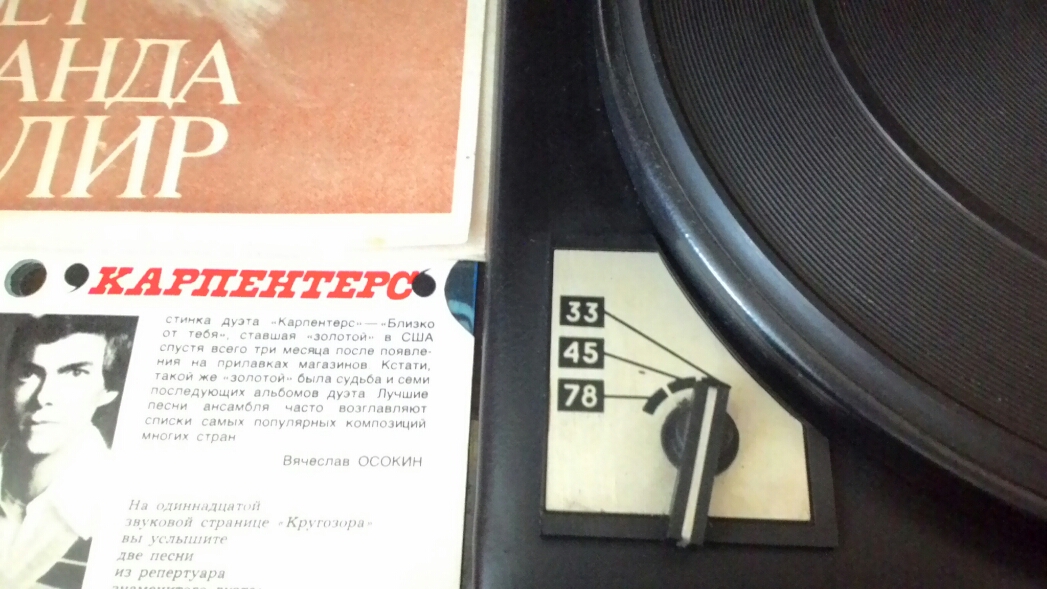 АНДА
ЛИР
КАРПЕНТЕРС
стинка дуэта «Карпентерс» — «Близко
от тебя», ставшая «золотой» в США
спустя всего три месяца после появле-
ния на прилавках магазинов Кстати,
такой же «золотой» была судьба и семи
последующих альбомов дуэта Лучшие
песни ансамбля часто возглавляют
списки самых популярных композиций
многих стран
Вячеслав ОСОКИН
На одиннадцатой
звуковой странице «Кругозора»
вы услышите
две песни
из репертуара
33
45
78